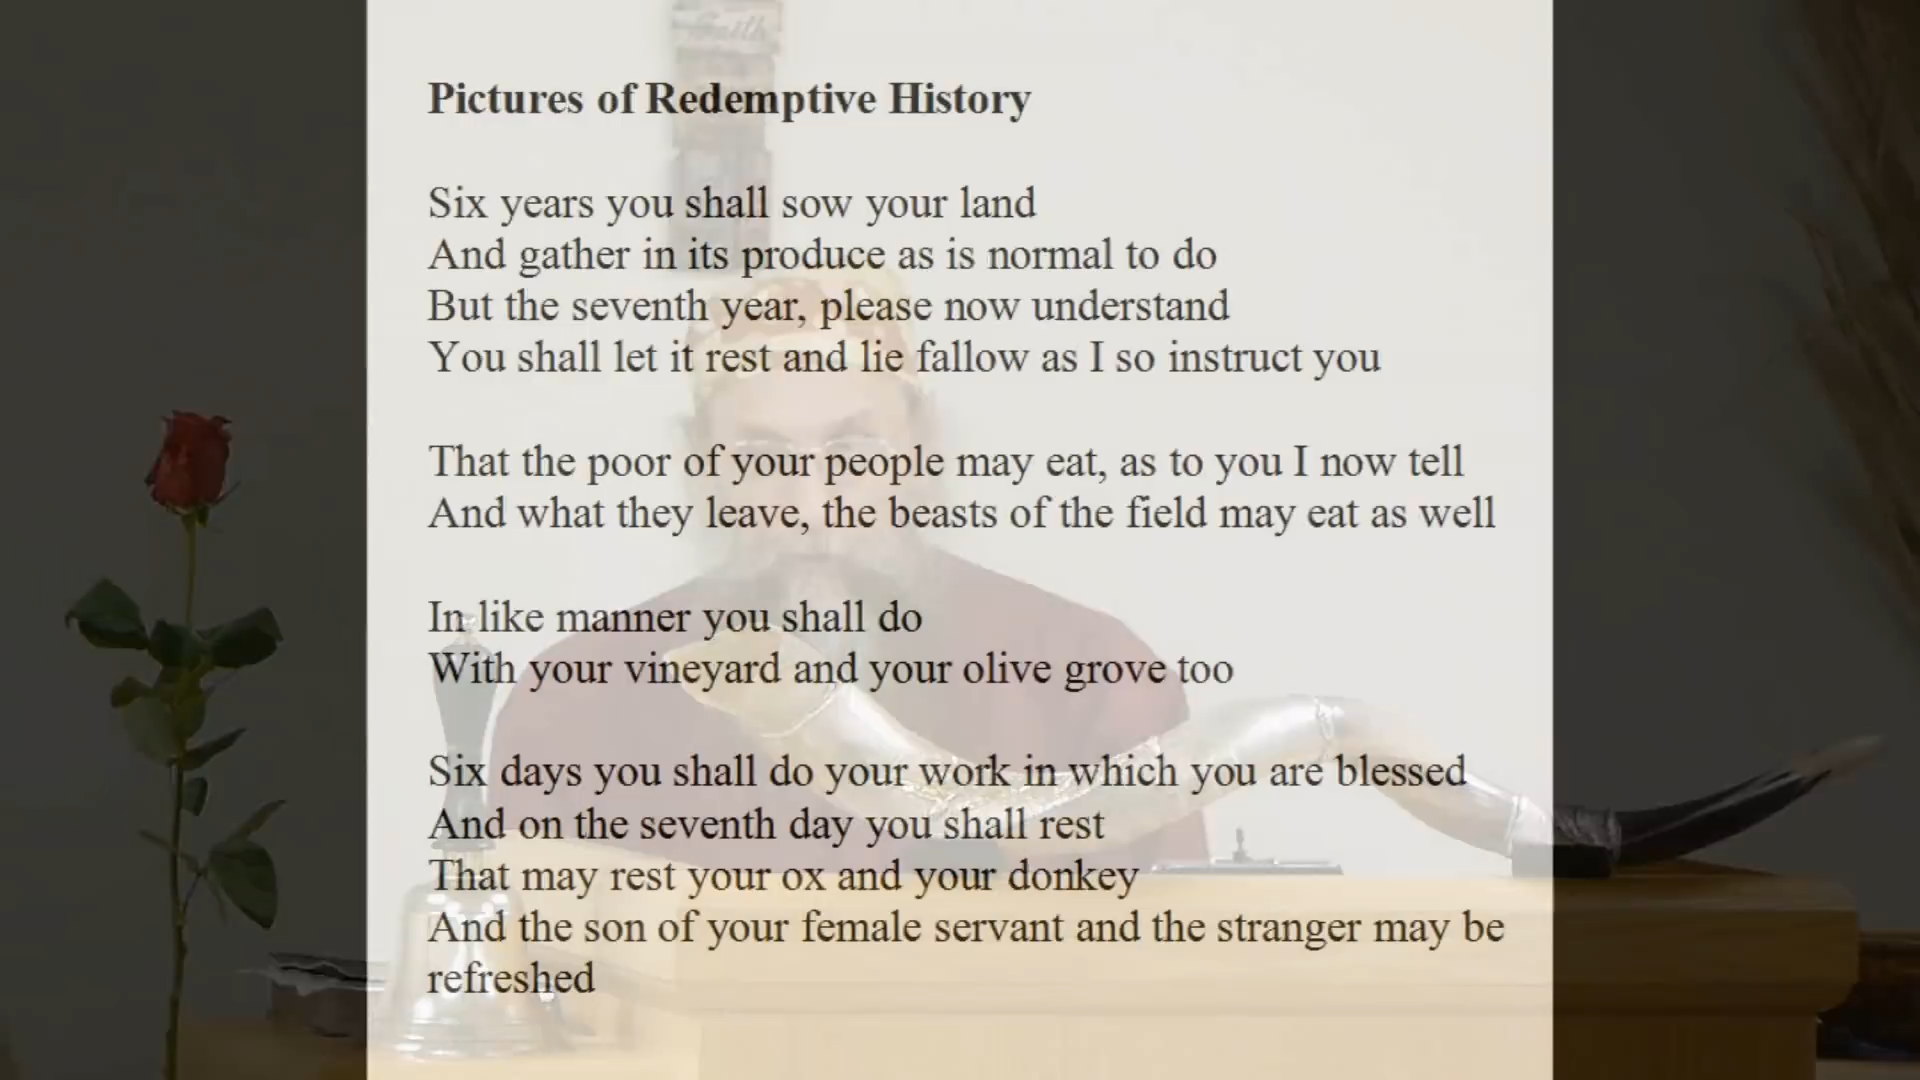 Faith
Pictures of Redemptive History
Six years you shall sow your land
And gather in its produce as is normal to do
But the seventh year, please now understand
You shall let it rest and lie fallow as I so instruct you
That the poor of your people may eat, as to you I now tell
And what they leave, the beasts of the field may eat as well
In like manner you shall do
With your vineyard and your olive grove too
Six days you shall do your work in which you are blessed
And on the seventh day you shall rest
That may rest your ox and your donkey
And the son of your female servant and the stranger may be
refreshed